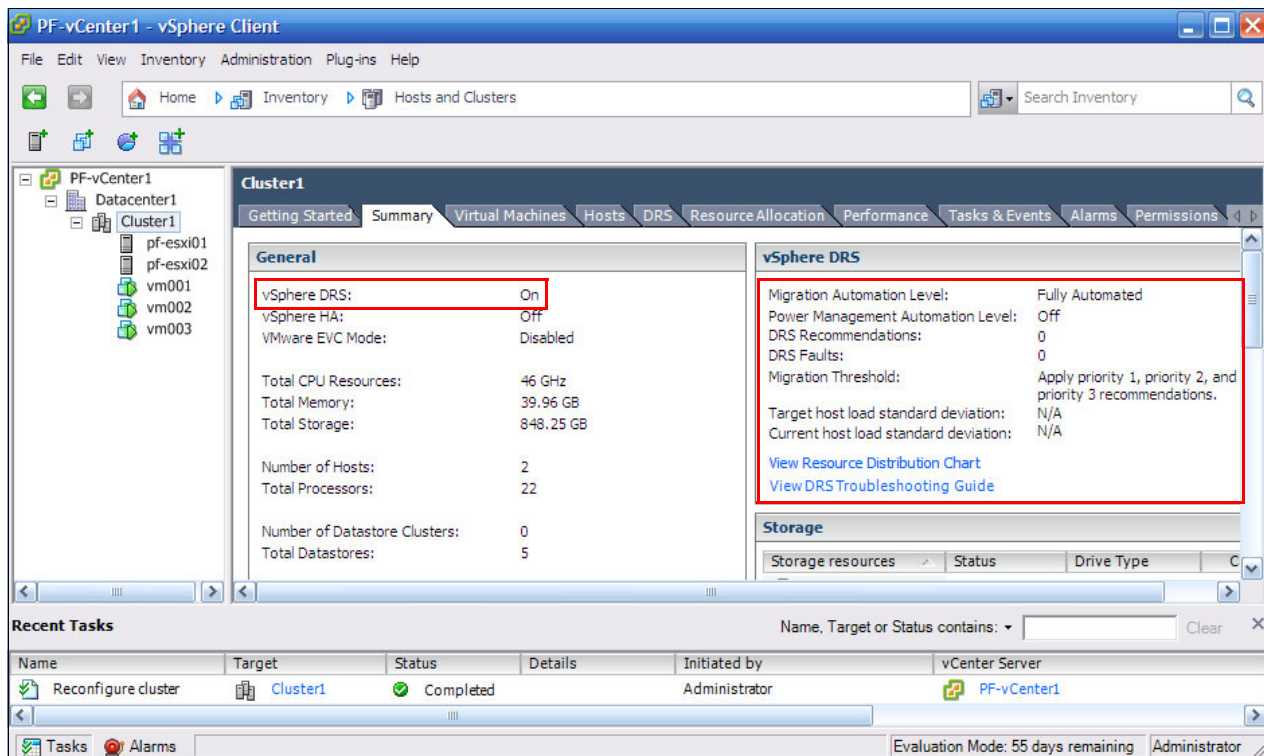 PF-vCenter1 - vSphere Client
File Edit View Inventory Administration Plug-ins Help
Home Inventory Hosts and Clusters
Search Inventory
PF-vCenter1
Datacenter1
Cluster1
pf-esxi01
pf-esxi02
vm001
vm002
vm003
Cluster1
Getting Started Summary Virtual Machines Hosts DRS Resource Allocation Performance Tasks & Events Alarms Permissions
General
vSphere DRS: On
vSphere HA: Off
VMware EVC Mode: Disabled
Total CPU Resources: 46 GHz
Total Memory: 39.96 GB
Total Storage: 848.25 GB
Number of Hosts: 2
Total Processors: 22
Number of Datastore Clusters: 0
Total Datastores: 5
vSphere DRS
Migration Automation Level: Fully Automated
Power Management Automation Level: Off
DRS Recommendations: 0
DRS Faults: 0
Migration Threshold: Apply priority 1, priority 2, and
priority 3 recommendations.
Target host load standard deviation: N/A
Current host load standard deviation: N/A
View Resource Distribution Chart
View DRS Troubleshooting Guide
Storage
Storage resources Status Drive Type C
Recent Tasks
Name, Target or Status contains: Clear
Name Target Status Details Initiated by vCenter Server
Reconfigure cluster Cluster1 Completed Administrator PF-vCenter1
Tasks Alarms Evaluation Mode: 55 days remaining Administrator